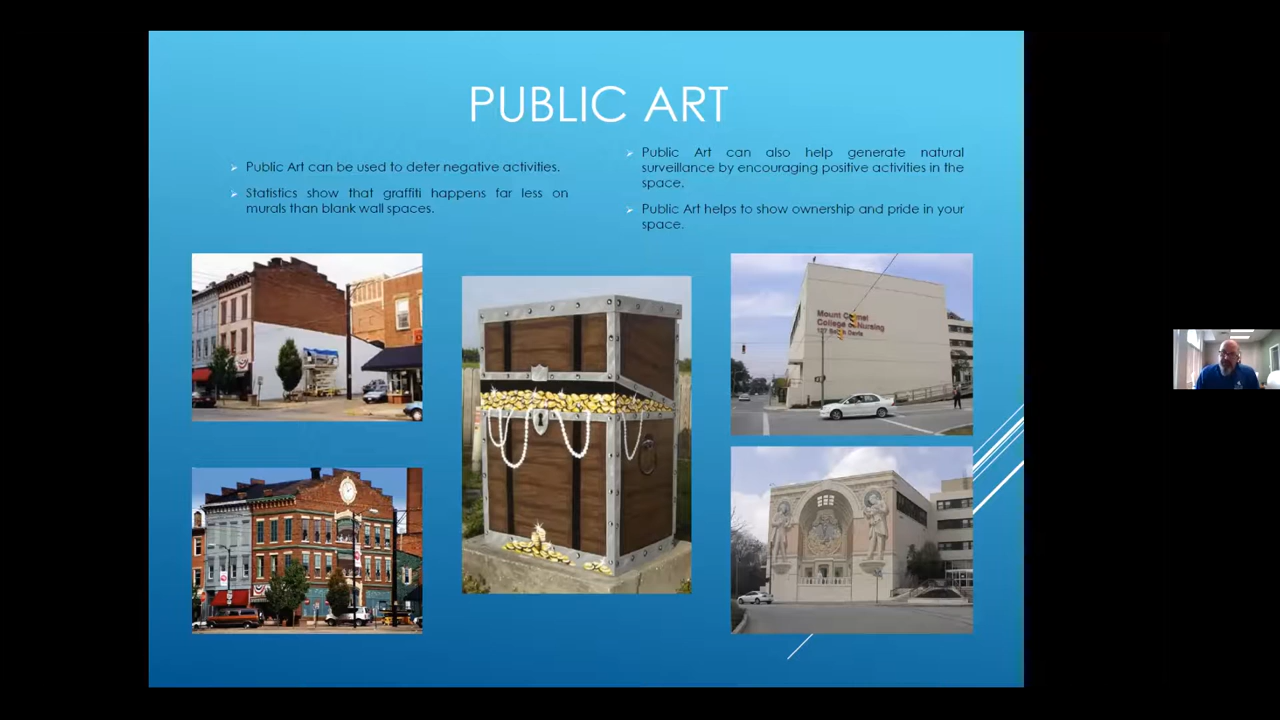 PUBLIC ART
Public Art can be used to deter negative activities.
Statistics show that graffiti happens far less on
murals than blank wall spaces.
Public Art can also help generate natural
surveillance by encouraging positive activities in the
space.
Public Art helps to show ownership and pride in your
space.
College of Nursing